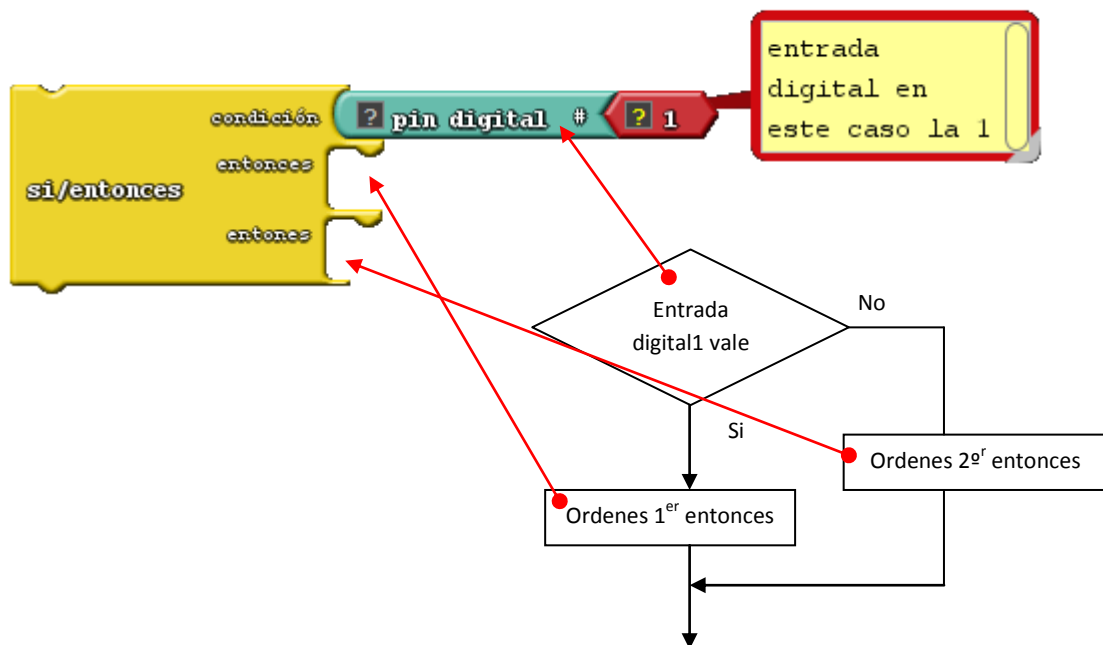 entrada
digital en
este caso la 1
condición
? pin digital #
? 1
entonces
si/entonces
entones
Entrada
digital1 vale
No
Si
Ordenes 2ºʳ entonces
Ordenes 1ᵉʳ entonces